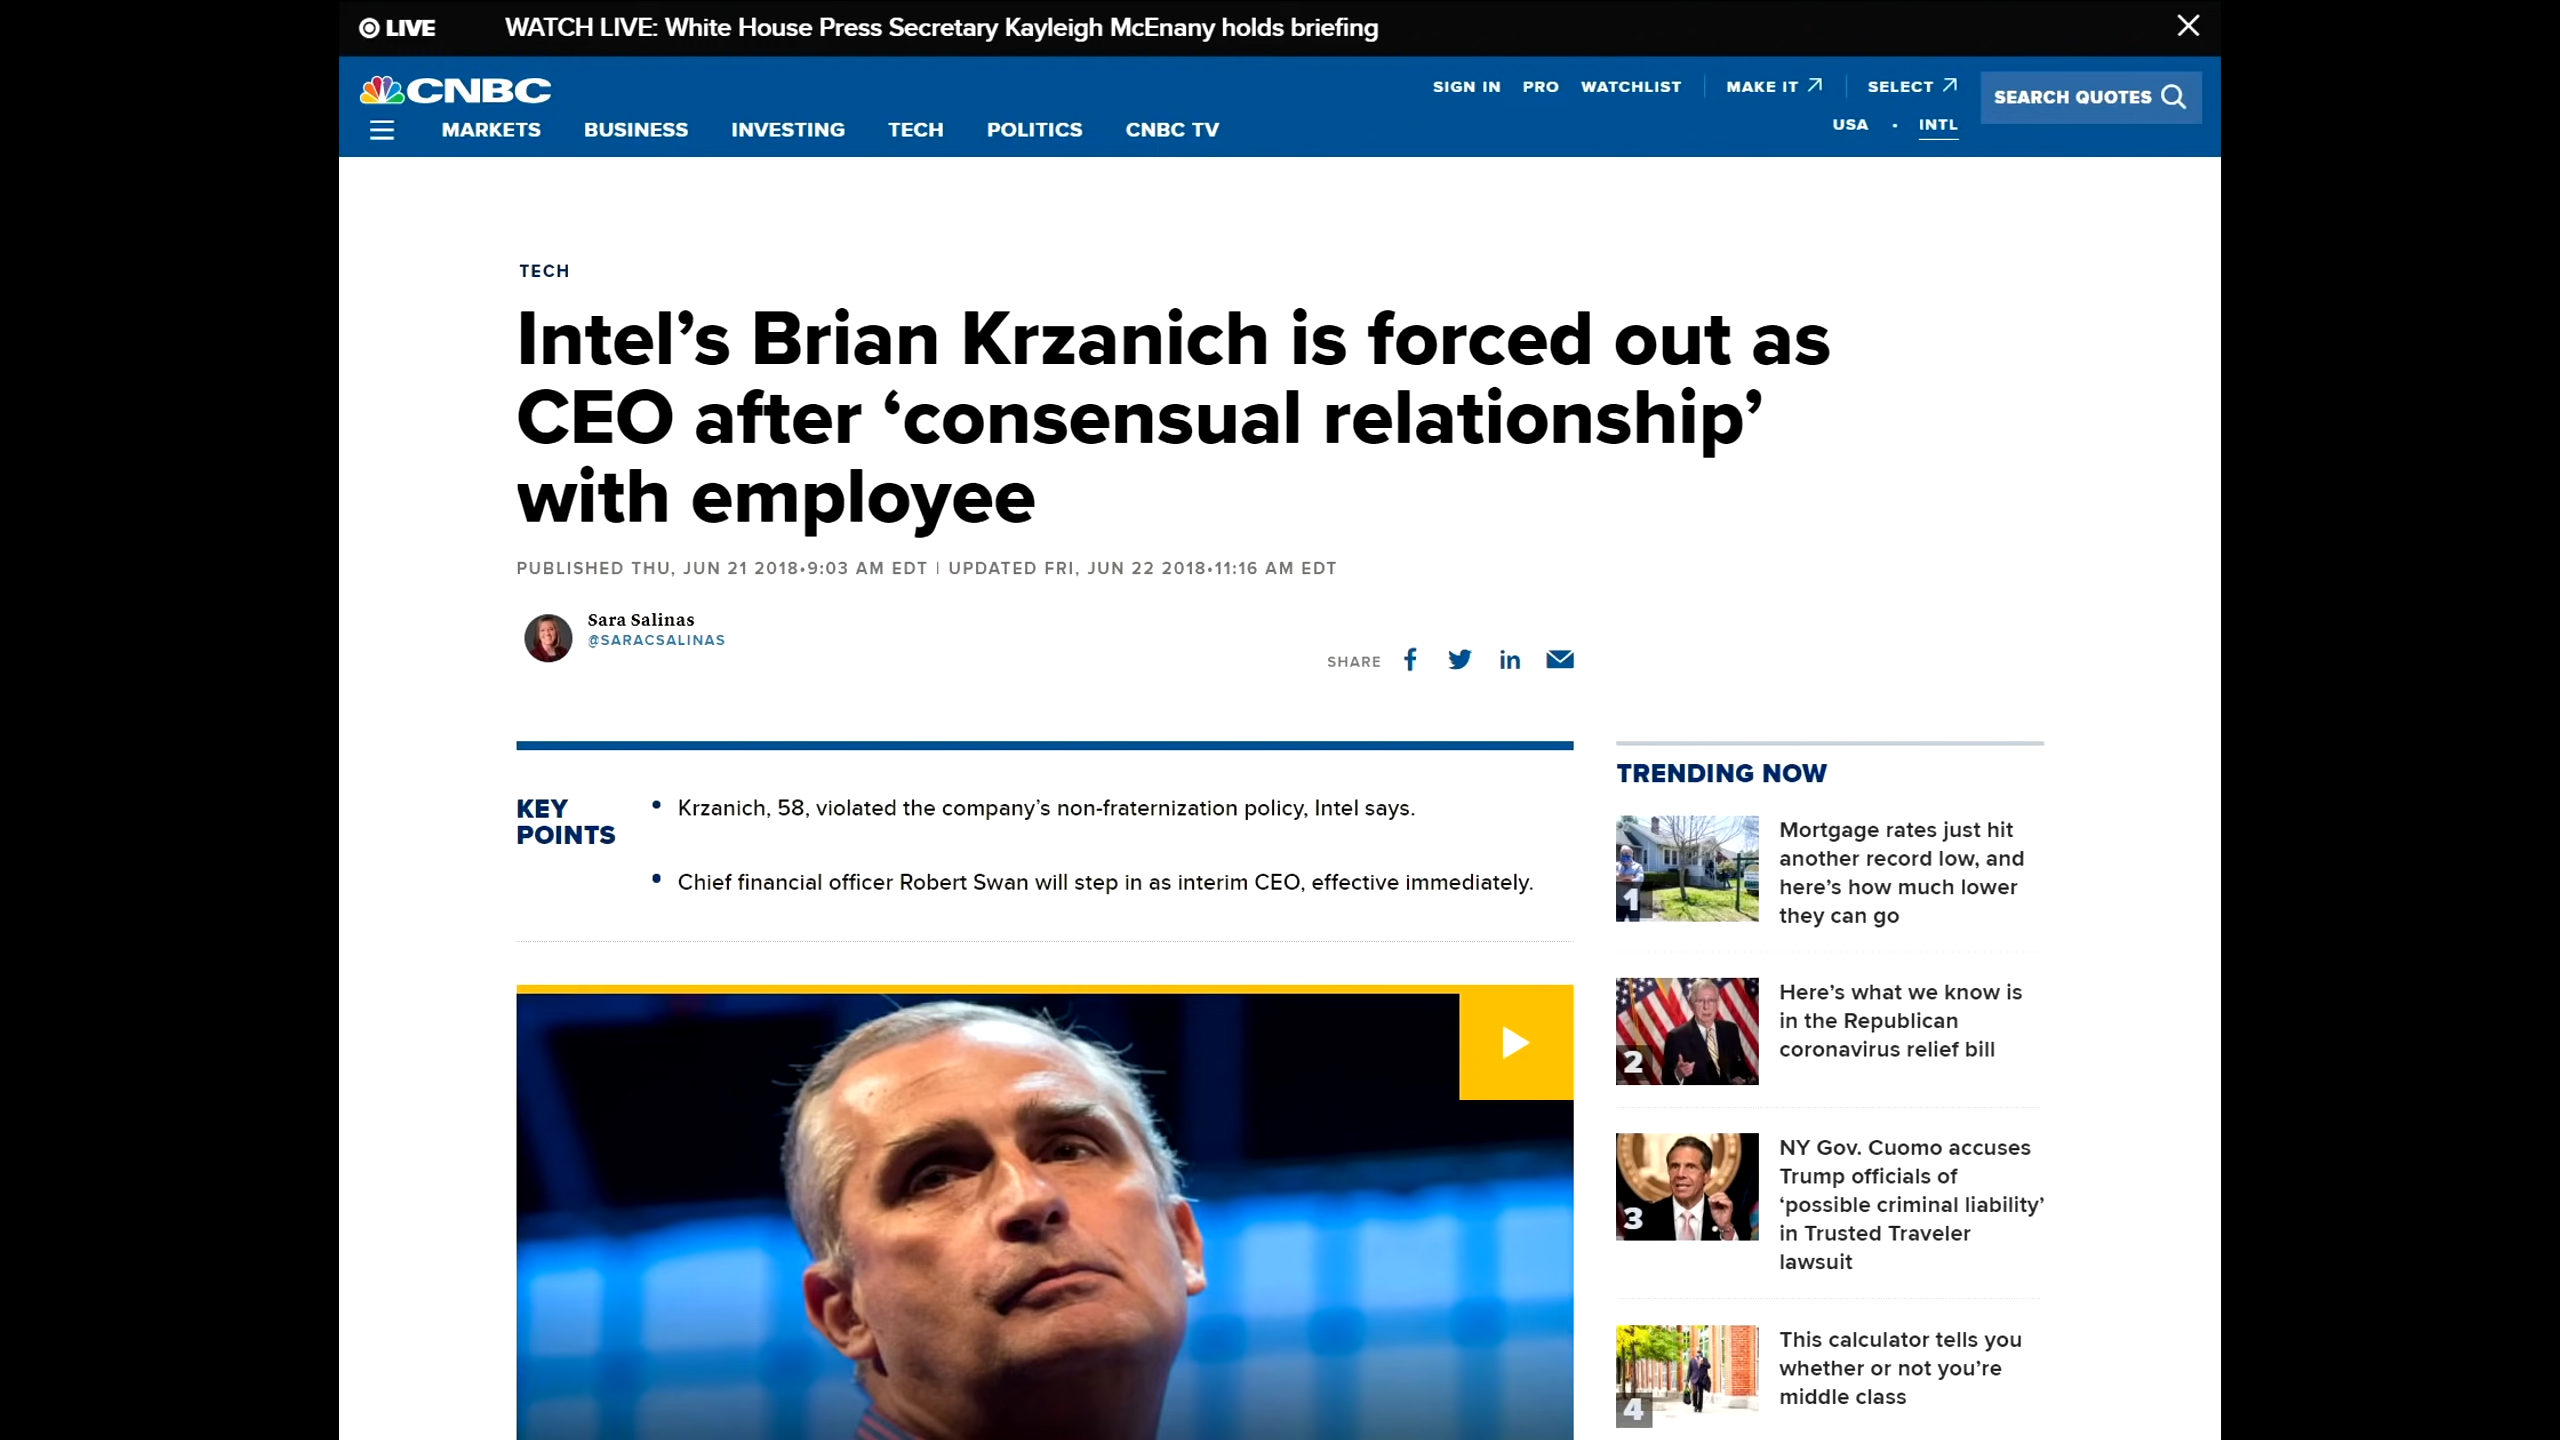 LIVE
WATCH LIVE: White House Press Secretary Kayleigh McEnany holds briefing
CNBC
SIGN IN
PRO
WATCHLIST
MAKE IT
SELECT
SEARCH QUOTES
USA
INTL
MARKETS
BUSINESS
INVESTING
TECH
POLITICS
CNBC TV
TECH
Intel’s Brian Krzanich is forced out as
CEO after ‘consensual relationship’
with employee
PUBLISHED THU, JUN 21 2018•9:03 AM EDT | UPDATED FRI, JUN 22 2018•11:16 AM EDT
Sara Salinas
@SARACSALINAS
SHARE
KEY
POINTS
• Krzanich, 58, violated the company’s non-fraternization policy, Intel says.
• Chief financial officer Robert Swan will step in as interim CEO, effective immediately.
TRENDING NOW
1
Mortgage rates just hit
another record low, and
here’s how much lower
they can go
2
Here’s what we know is
in the Republican
coronavirus relief bill
3
NY Gov. Cuomo accuses
Trump officials of
‘possible criminal liability’
in Trusted Traveler
lawsuit
4
This calculator tells you
whether or not you’re
middle class